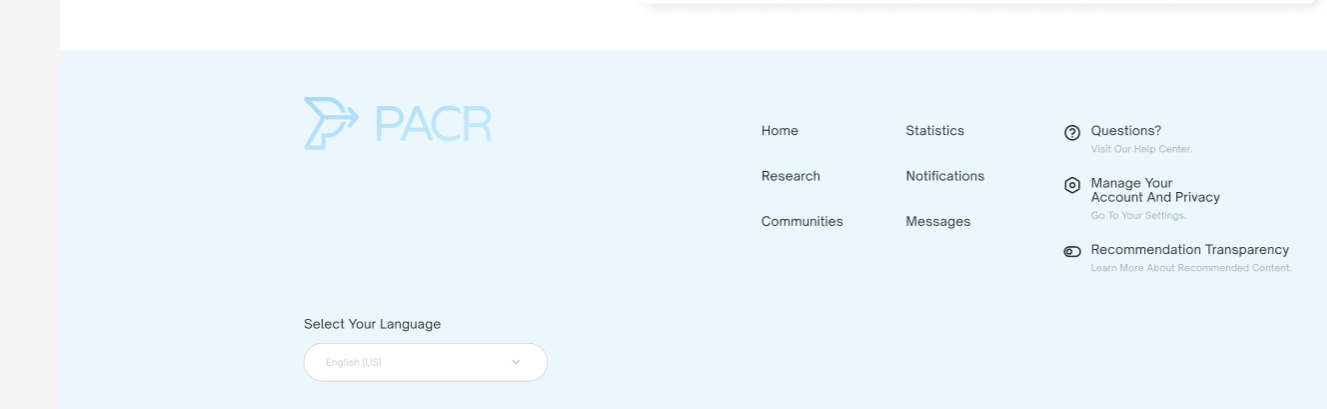 PACR
Home
Research
Communities
Statistics
Notifications
Messages
Questions?
Visit Our Help Center.
Manage Your
Account And Privacy
Go To Your Settings.
Recommendation Transparency
Learn More About Recommended Content.
Select Your Language
English (US)